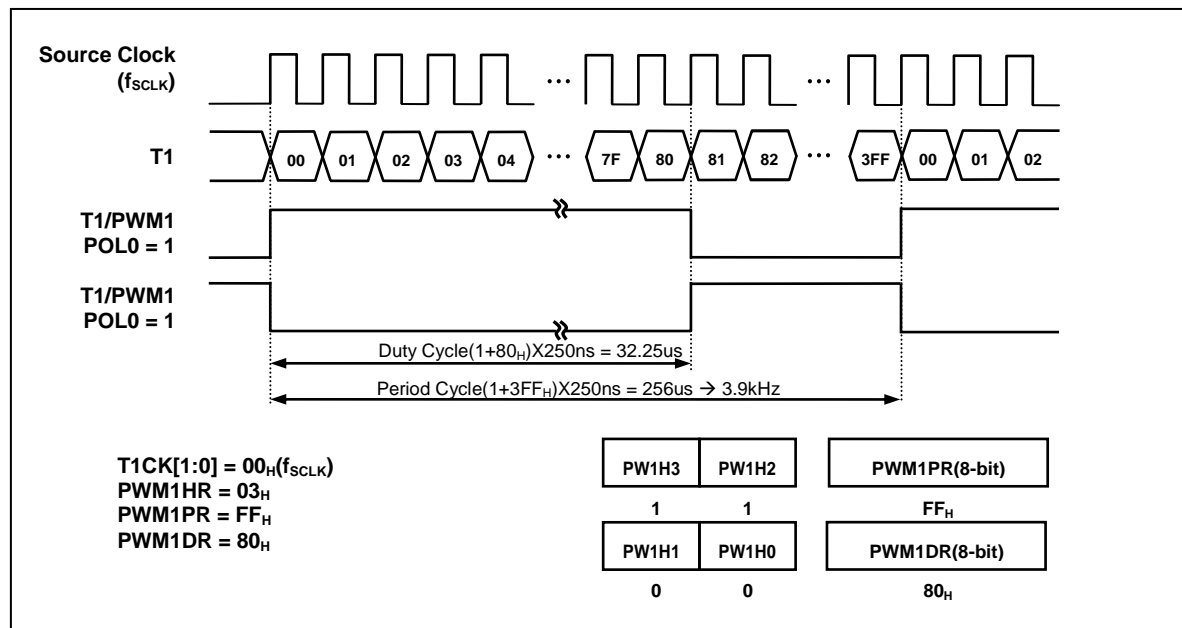 Source Clock
(fSCLK)
... ...
T1
00 01 02 03 04 ... 7F 80 81 82 ... 3FF 00 01 02
T1/PWM1
POL0 = 1
T1/PWM1
POL0 = 1
Duty Cycle(1+80H)X250ns = 32.25us
Period Cycle(1+3FFH)X250ns = 256us → 3.9kHz
T1CK[1:0] = 00H(fSCLK)
PWM1HR = 03H
PWM1PR = FFH
PWM1DR = 80H
PW1H3 PW1H2 PWM1PR(8-bit)
1 1 FFH
PW1H1 PW1H0 PWM1DR(8-bit)
0 0 80H